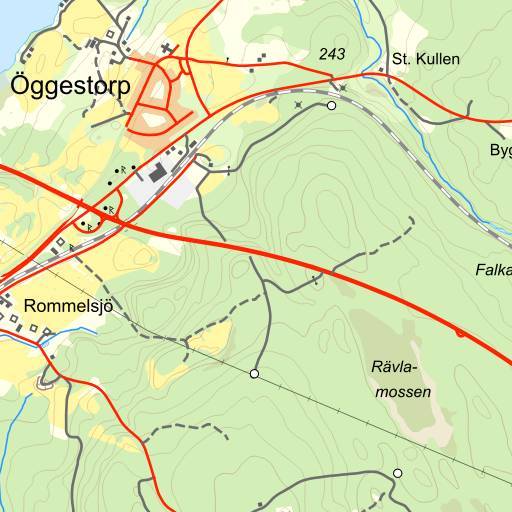 243
St. Kullen
Öggestorp
Byg
Falka
Rommelsjö
Rävla-
mossen